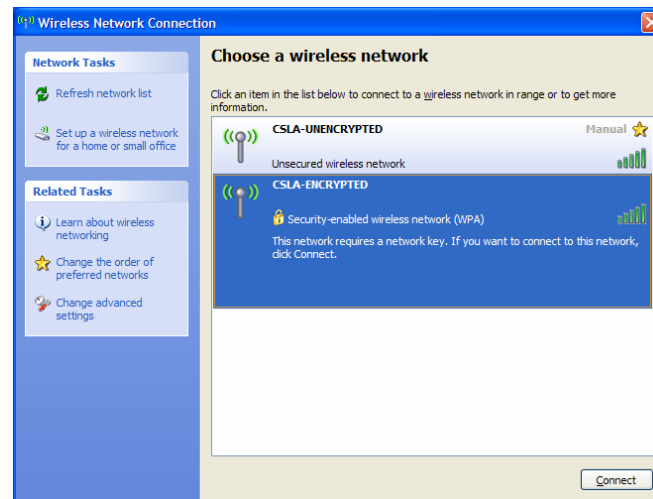 Wireless Network Connection
Network Tasks
Refresh network list
Set up a wireless network
for a home or small office
Related Tasks
Learn about wireless
networking
Change the order of
preferred networks
Change advanced
settings
Choose a wireless network
Click an item in the list below to connect to a wireless network in range or to get more
information.
CSLA-UNENCRYPTED Manual
Unsecured wireless network
CSLA-ENCRYPTED
Security-enabled wireless network (WPA)
This network requires a network key. If you want to connect to this network,
click Connect.
Connect